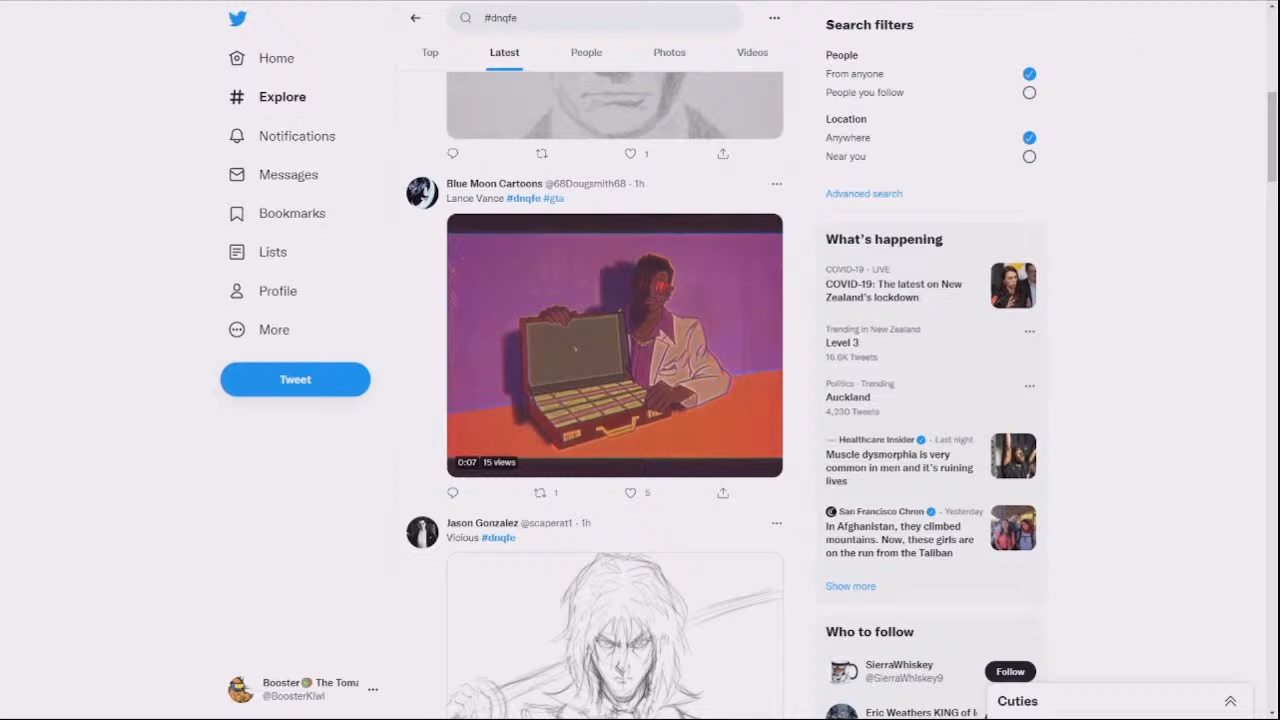 #dnqfe
Top
Latest
People
Photos
Videos
Home
Explore
Notifications
Messages
Bookmarks
Lists
Profile
More
Tweet
Booster🥝 The Toma
@BoosterKiwi
1
Blue Moon Cartoons @68Dougsmith68 · 1h
Lance Vance #dnqfe #gta
0:07 15 views
1
5
Jason Gonzalez @scaperat1 · 1h
Vicious #dnqfe
Search filters
People
From anyone
People you follow
Location
Anywhere
Near you
Advanced search
What's happening
COVID-19 · LIVE
COVID-19: The latest on New
Zealand's lockdown
Trending in New Zealand
Level 3
16.6K Tweets
Politics · Trending
Auckland
4,230 Tweets
Healthcare Insider · Last night
Muscle dysmorphia is very
common in men and it's ruining
lives
San Francisco Chron · Yesterday
In Afghanistan, they climbed
mountains. Now, these girls are
on the run from the Taliban
Show more
Who to follow
SierraWhiskey
@SierraWhiskey9
Follow
Eric Weathers KING of
Cuties